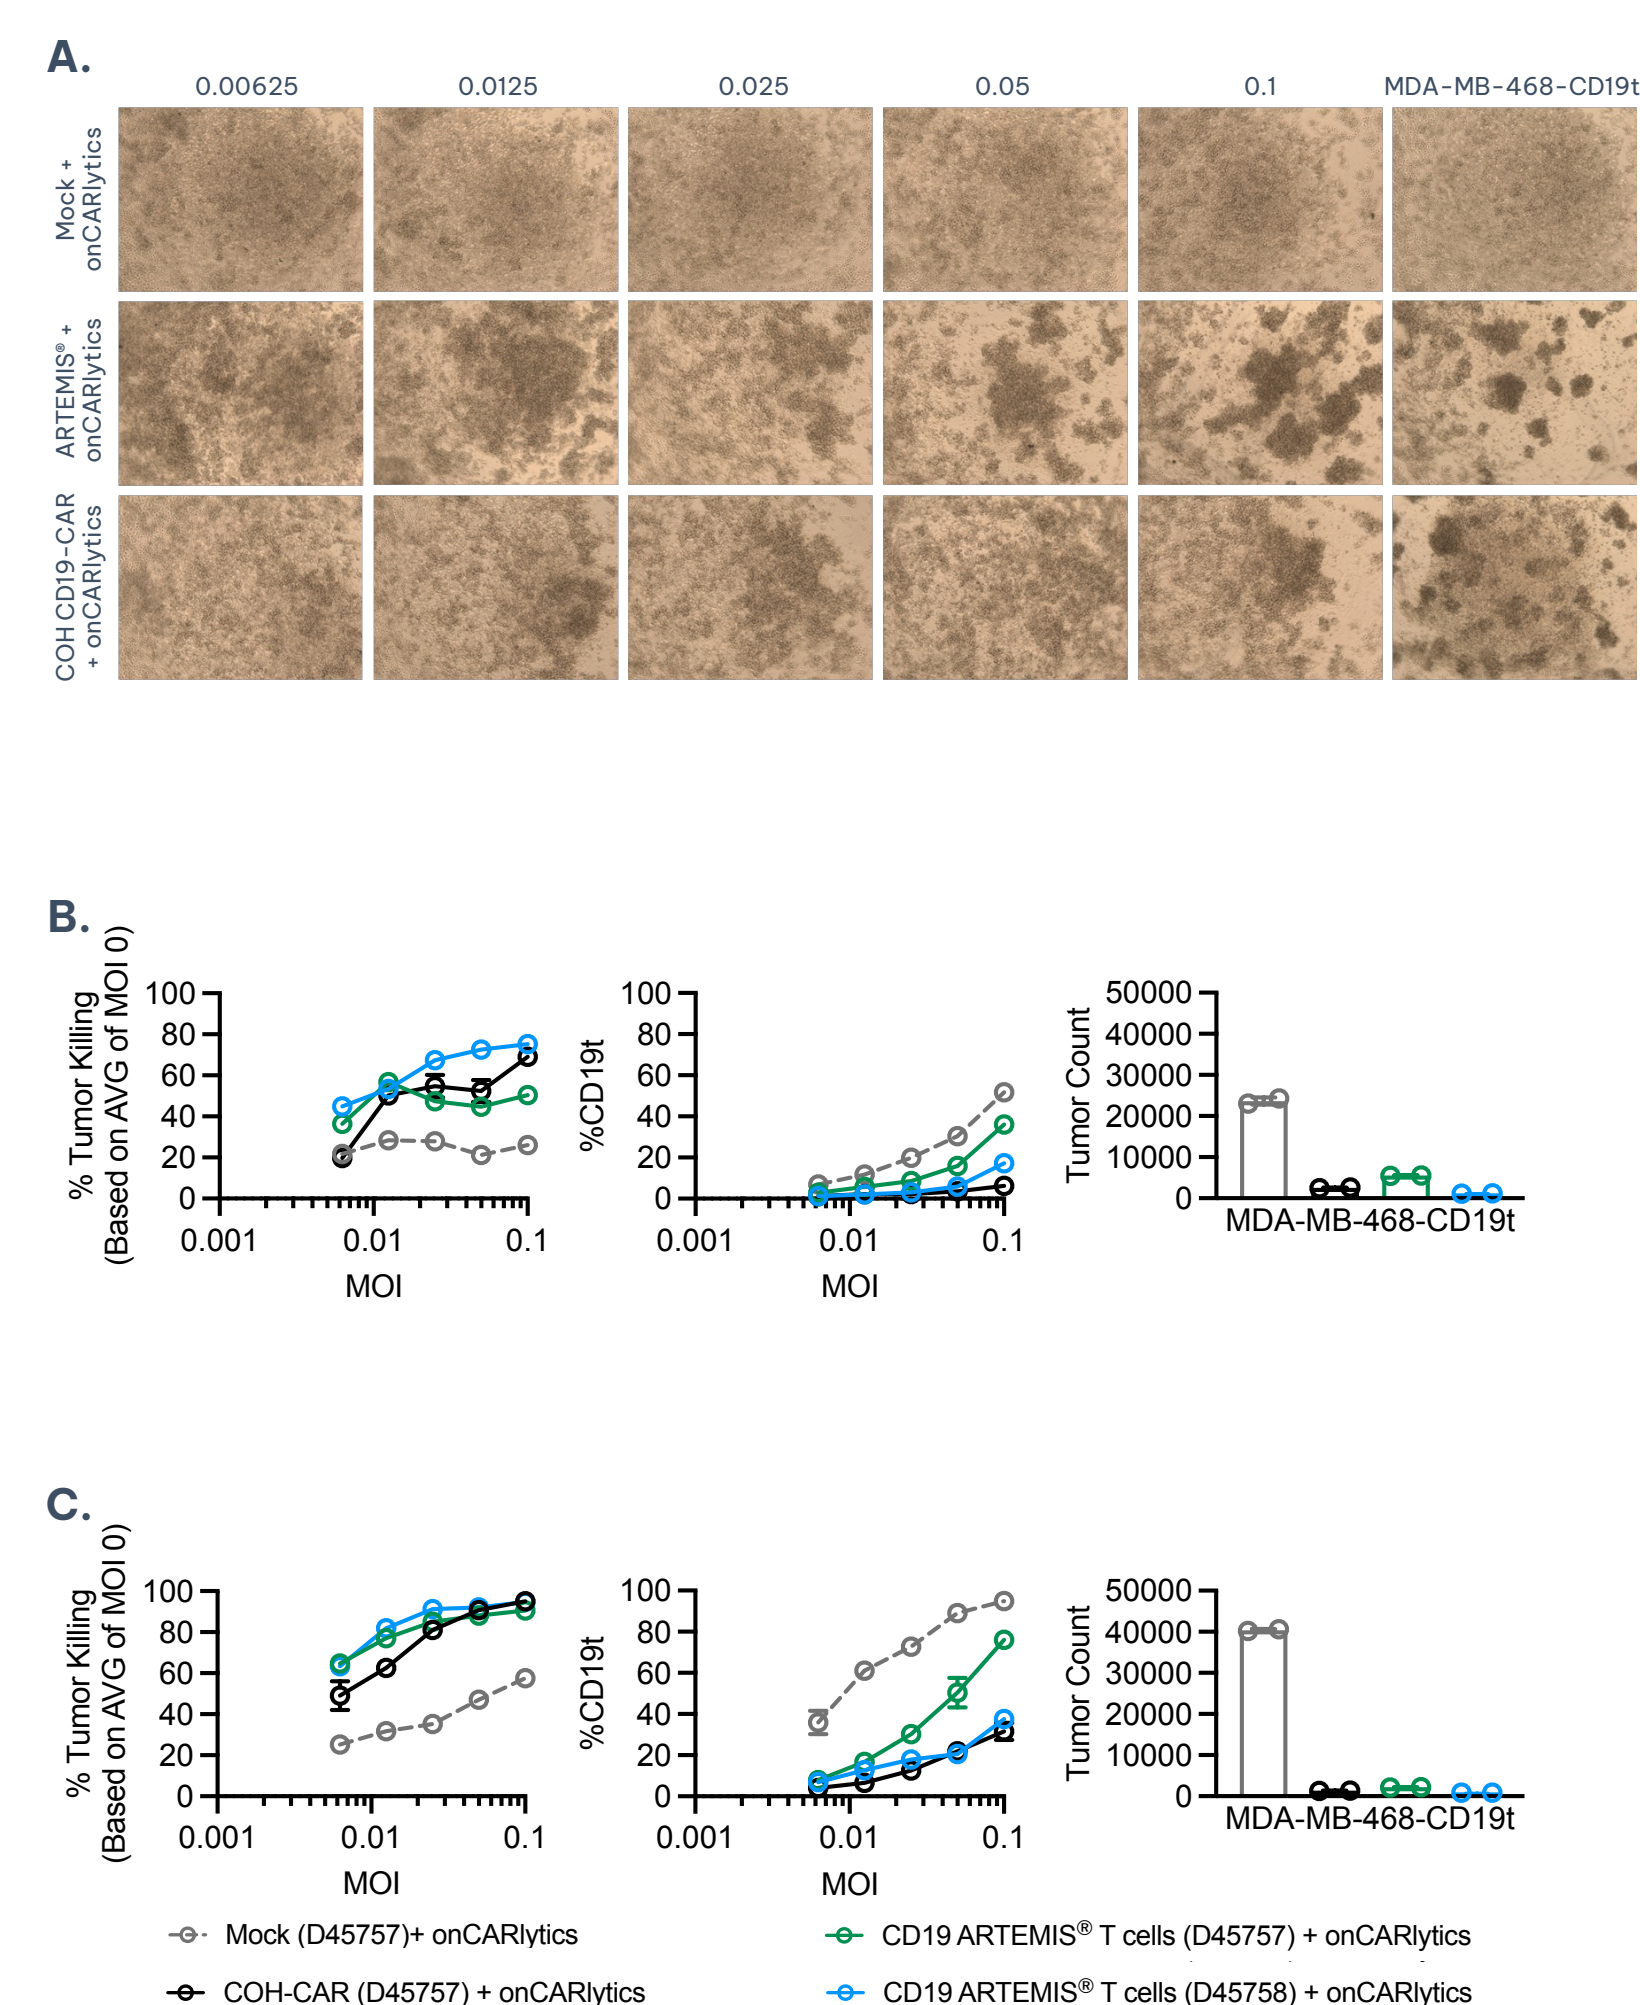 A.
0.00625 0.0125 0.025 0.05 0.1 MDA-MB-468-CD19t
Mock +
onCARlytics
ARTEMIS® +
onCARlytics
COH CD19-CAR
+ onCARlytics
B.
% Tumor Killing
(Based on AVG of MOI 0)
100
80
60
40
20
0
0.001 0.01 0.1
MOI
%CD19t
100
80
60
40
20
0
0.001 0.01 0.1
MOI
Tumor Count
50000
40000
30000
20000
10000
0
MDA-MB-468-CD19t
C.
% Tumor Killing
(Based on AVG of MOI 0)
100
80
60
40
20
0
0.001 0.01 0.1
MOI
%CD19t
100
80
60
40
20
0
0.001 0.01 0.1
MOI
Tumor Count
50000
40000
30000
20000
10000
0
MDA-MB-468-CD19t
Mock (D45757)+ onCARlytics
CD19 ARTEMIS® T cells (D45757) + onCARlytics
COH-CAR (D45757) + onCARlytics
CD19 ARTEMIS® T cells (D45758) + onCARlytics